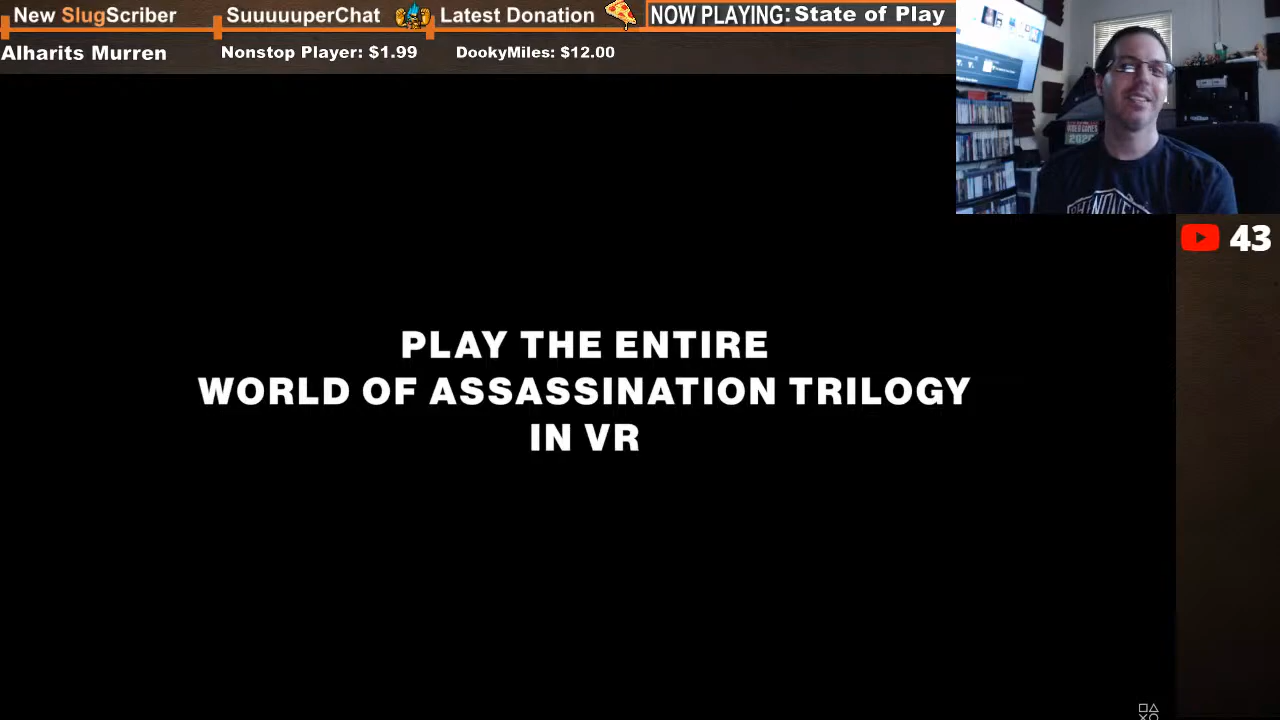 New SlugScriber
SuuuuuperChat
Latest Donation
NOW PLAYING: State of Play
Alharits Murren
Nonstop Player: $1.99
DookyMiles: $12.00
43
PLAY THE ENTIRE
WORLD OF ASSASSINATION TRILOGY
IN VR